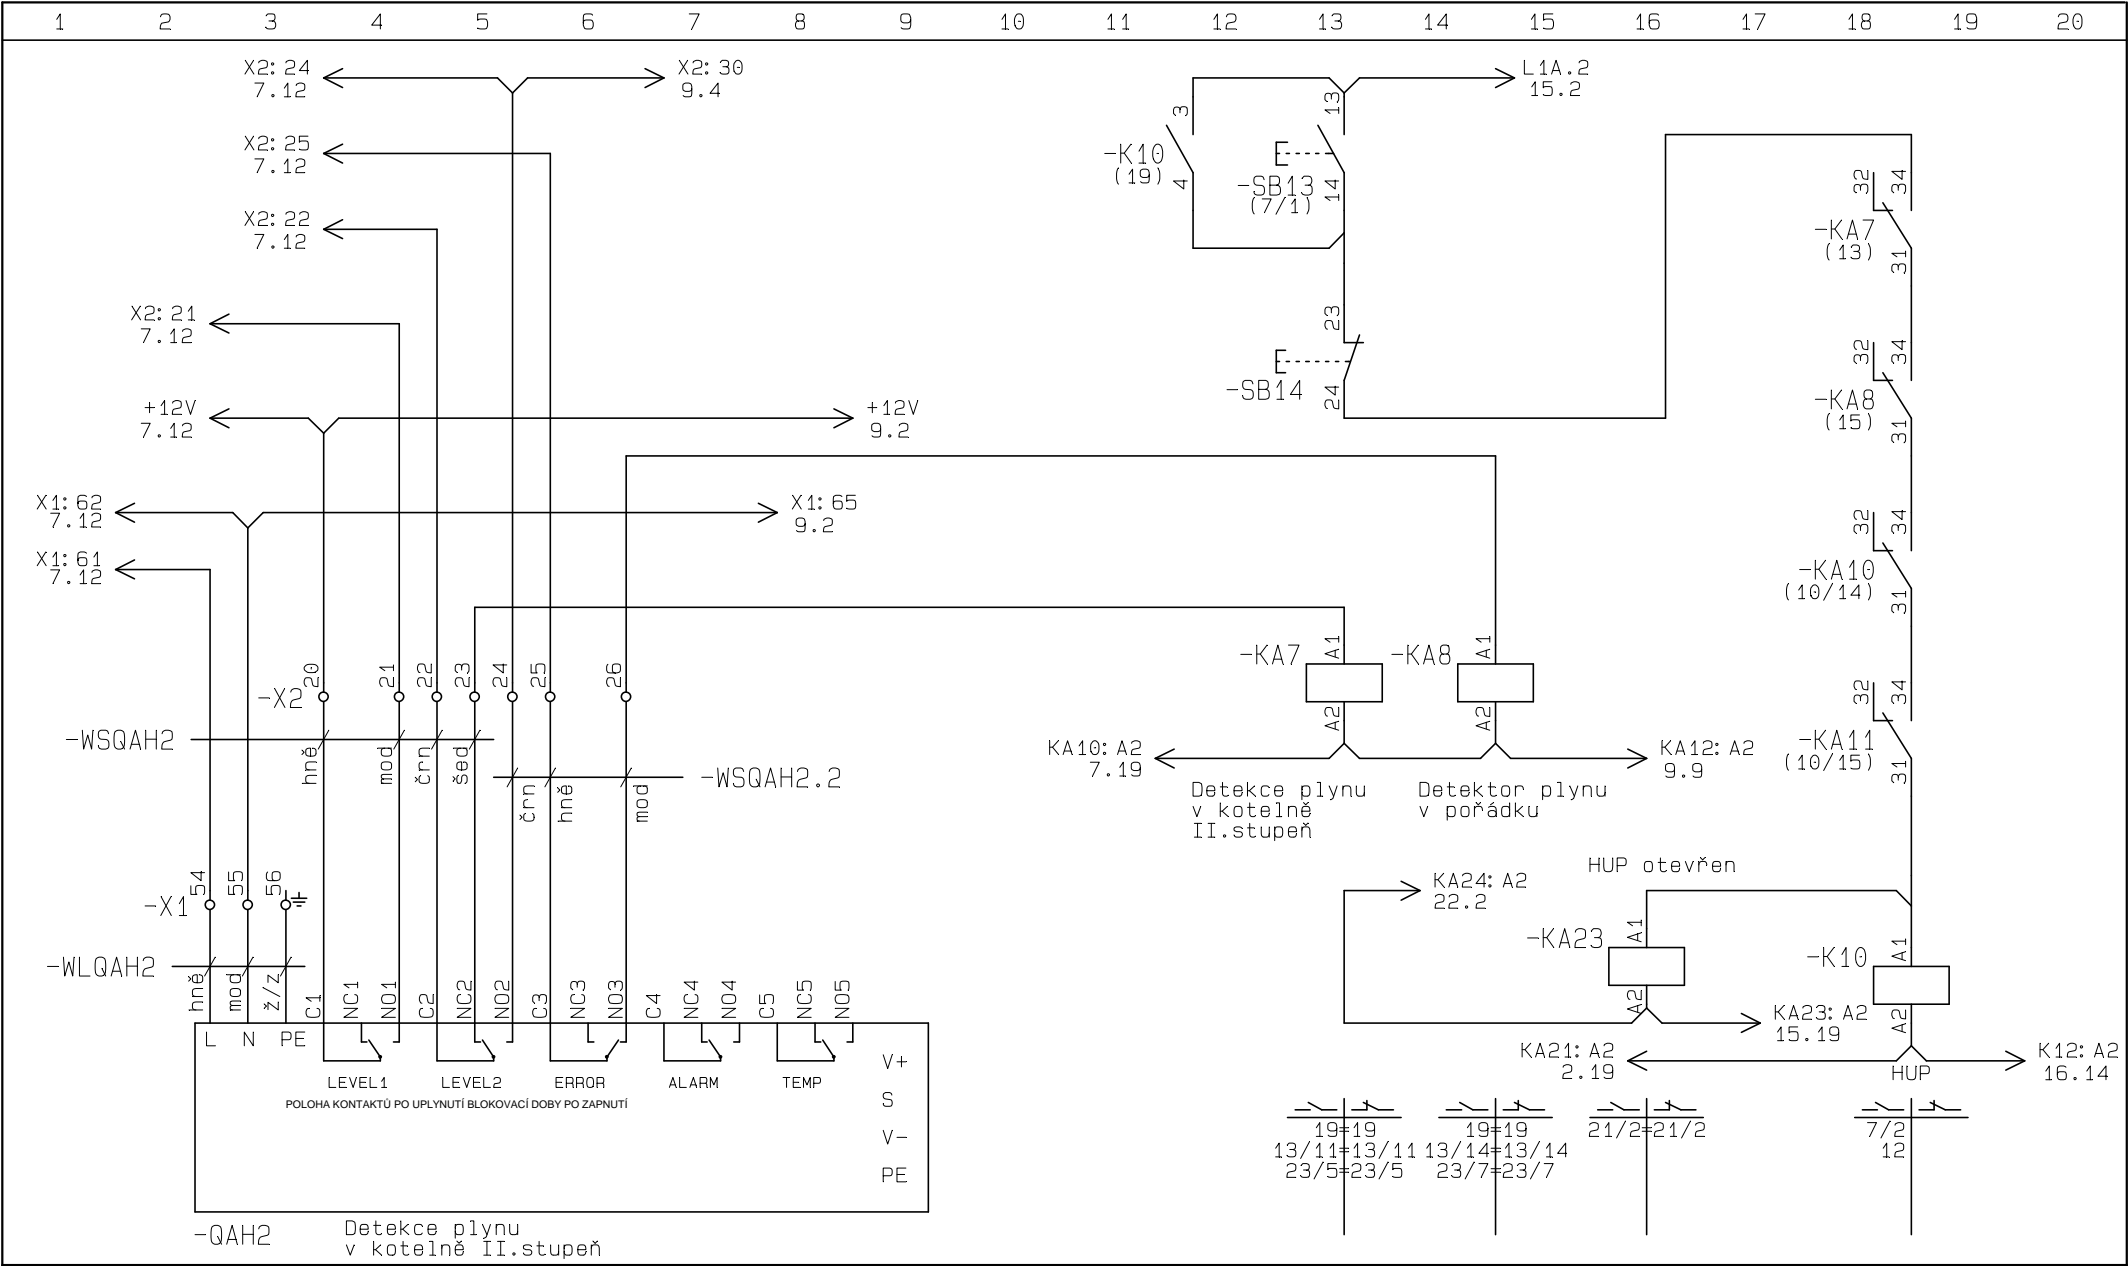 1 2 3 4 5 6 7 8 9 10 11 12 13 14 15 16 17 18 19 20
X2:24
7.12
X2:30
9.4
X2:25
7.12
X2:22
7.12
X2:21
7.12
+12V
7.12
+12V
9.2
X1:62
7.12
X1:65
9.2
X1:61
7.12
L1A.2
15.2
3
-K10
(19)
4
13
-SB13
(7/1)
14
23
-SB14
24
32 34
-KA7
(13)
31
32 34
-KA8
(15)
31
32 34
-KA10
(10/14)
31
32 34
-KA11
(10/15)
31
-X2
20 21 22 23 24 25 26
-WSQAH2
hně mod črn šed
-WSQAH2.2
črn hně mod
A1
-KA7
A2
A1
-KA8
A2
KA10:A2
7.19
KA12:A2
9.9
Detekce plynu
v kotelně
II.stupeň
Detektor plynu
v pořádku
HUP otevřen
KA24:A2
22.2
A1
-KA23
A2
A1
-K10
A2
KA23:A2
15.19
KA21:A2
2.19
K12:A2
16.14
HUP
-X1
54 55 56
-WLQAH2
hně mod ž/z
C1 NC1 NO1 C2 NC2 NO2 C3 NC3 NO3 C4 NC4 NO4 C5 NC5 NO5
L N PE
LEVEL1 LEVEL2 ERROR ALARM TEMP
POLOHA KONTAKTŮ PO UPLYNUTÍ BLOKOVACÍ DOBY PO ZAPNUTÍ
V+
S
V-
PE
-QAH2
Detekce plynu
v kotelně II.stupeň
19=19
13/11=13/11
23/5=23/5
19=19
13/14=13/14
23/7=23/7
21/2=21/2
7/2
12